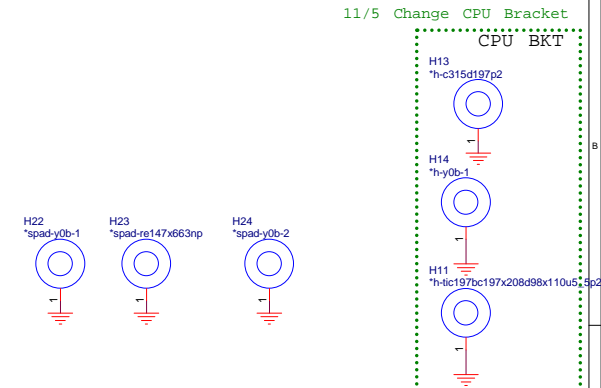 11/5 Change CPU Bracket
CPU BKT
H13
*h-c315d197p2
1
B
H14
*h-y0b-1
1
H22
*spad-y0b-1
1
H23
*spad-re147x663np
1
H24
*spad-y0b-2
1
H11
*h-tic197bc197x208d98x110u5_5p2
1